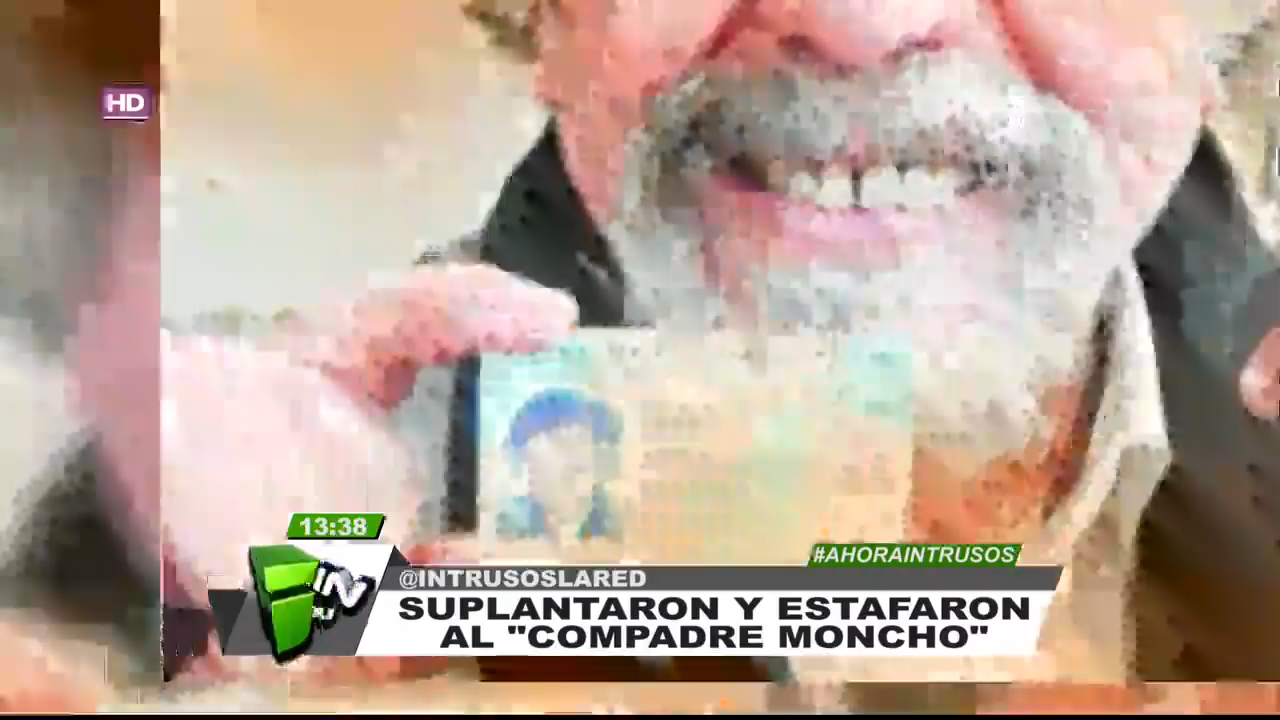 HD
13:38
#AHORAINTRUSOS
@INTRUSOSLARED
SUPLANTARON Y ESTAFARON
AL "COMPADRE MONCHO"